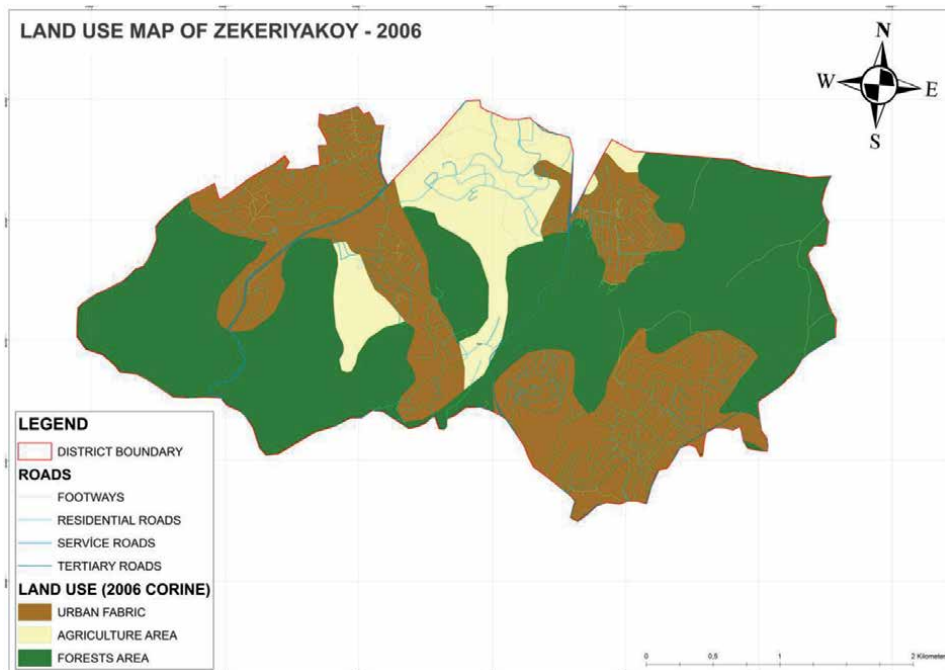 LAND USE MAP OF ZEKERIYAKOY - 2006
N
W
E
S
LEGEND
DISTRICT BOUNDARY
ROADS
FOOTWAYS
RESIDENTIAL ROADS
SERVİCE ROADS
TERTIARY ROADS
LAND USE (2006 CORINE)
URBAN FABRIC
AGRICULTURE AREA
FORESTS AREA
0 0,5 1 2 Kilometer